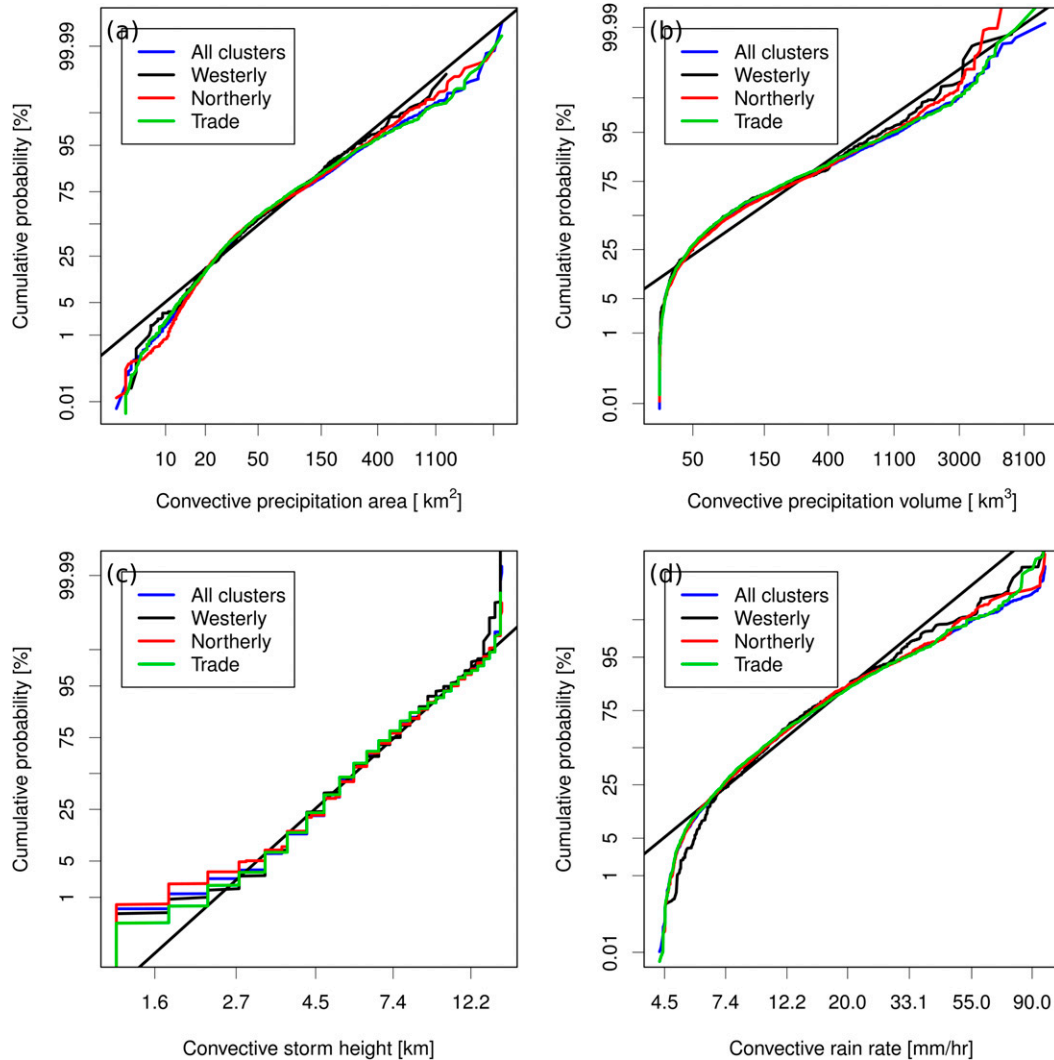 (a)
All clusters
Westerly
Northerly
Trade
Cumulative probability [%]
99.99
95
75
25
5
1
0.01
10 20 50 150 400 1100
Convective precipitation area [ km²]
(b)
All clusters
Westerly
Northerly
Trade
Cumulative probability [%]
99.99
95
75
25
5
1
0.01
50 150 400 1100 3000 8100
Convective precipitation volume [ km³]
(c)
All clusters
Westerly
Northerly
Trade
Cumulative probability [%]
99.99
95
75
25
5
1
1.6 2.7 4.5 7.4 12.2
Convective storm height [km]
(d)
All clusters
Westerly
Northerly
Trade
Cumulative probability [%]
99.99
95
75
25
5
1
0.01
4.5 7.4 12.2 20.0 33.1 55.0 90.0
Convective rain rate [mm/hr]